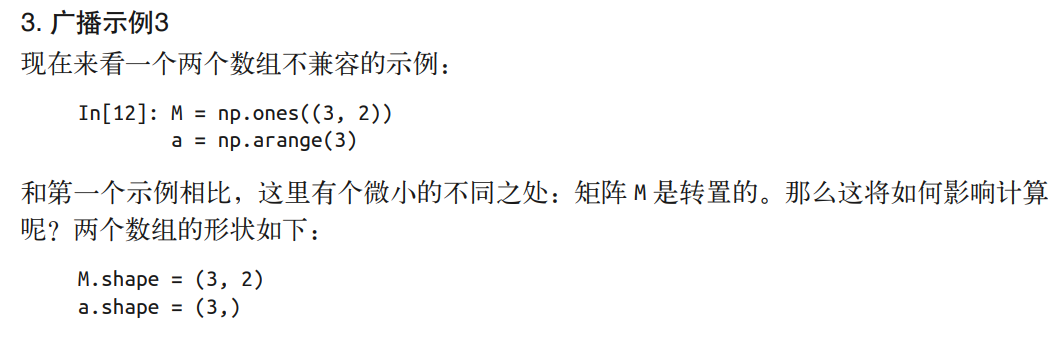 3. 广播示例3
现在来看一个两个数组不兼容的示例：
In[12]: M = np.ones((3, 2))
a = np.arange(3)
和第一个示例相比，这里有个微小的不同之处：矩阵 M 是转置的。那么这将如何影响计算
呢？两个数组的形状如下：
M.shape = (3, 2)
a.shape = (3,)